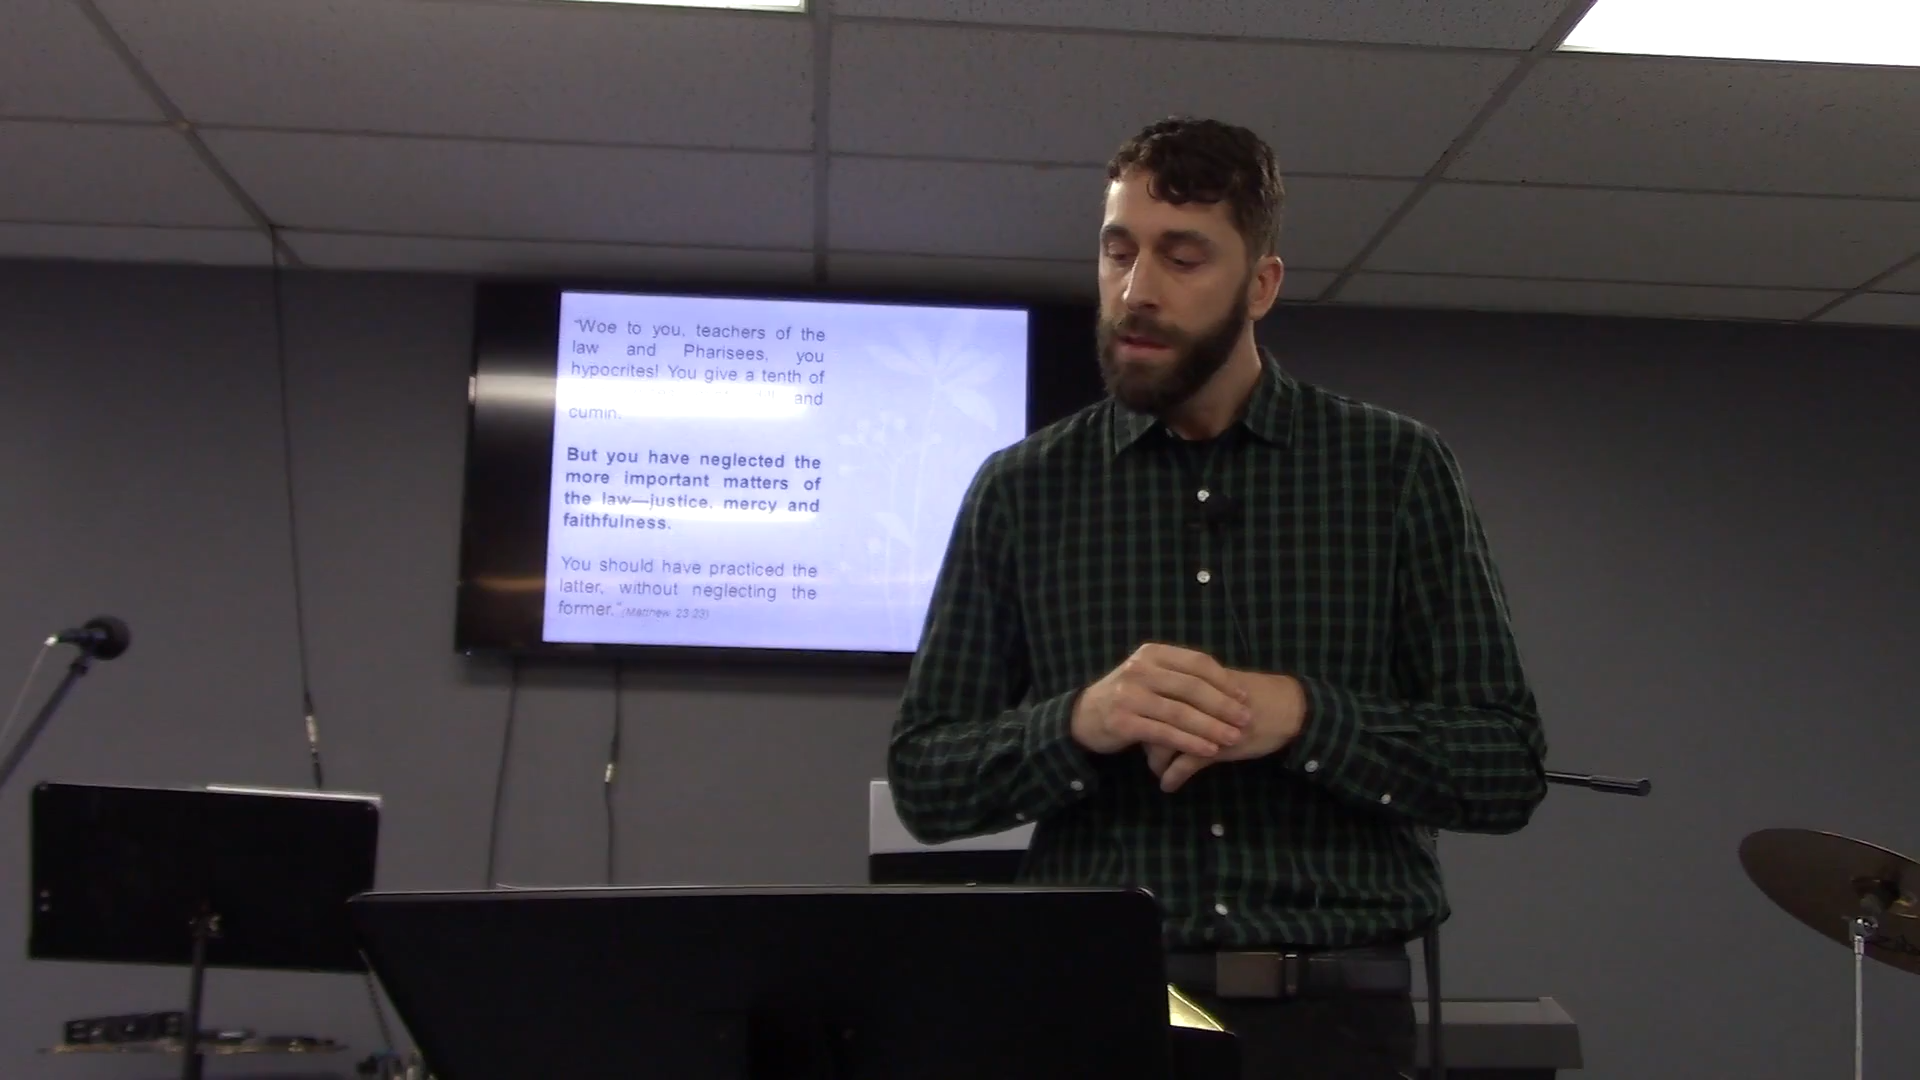 "Woe to you, teachers of the
law and Pharisees, you
hypocrites! You give a tenth of
and
cumin.
But you have neglected the
more important matters of
the law—justice, mercy and
faithfulness.
You should have practiced the
latter, without neglecting the
former." (Matthew 23:23)